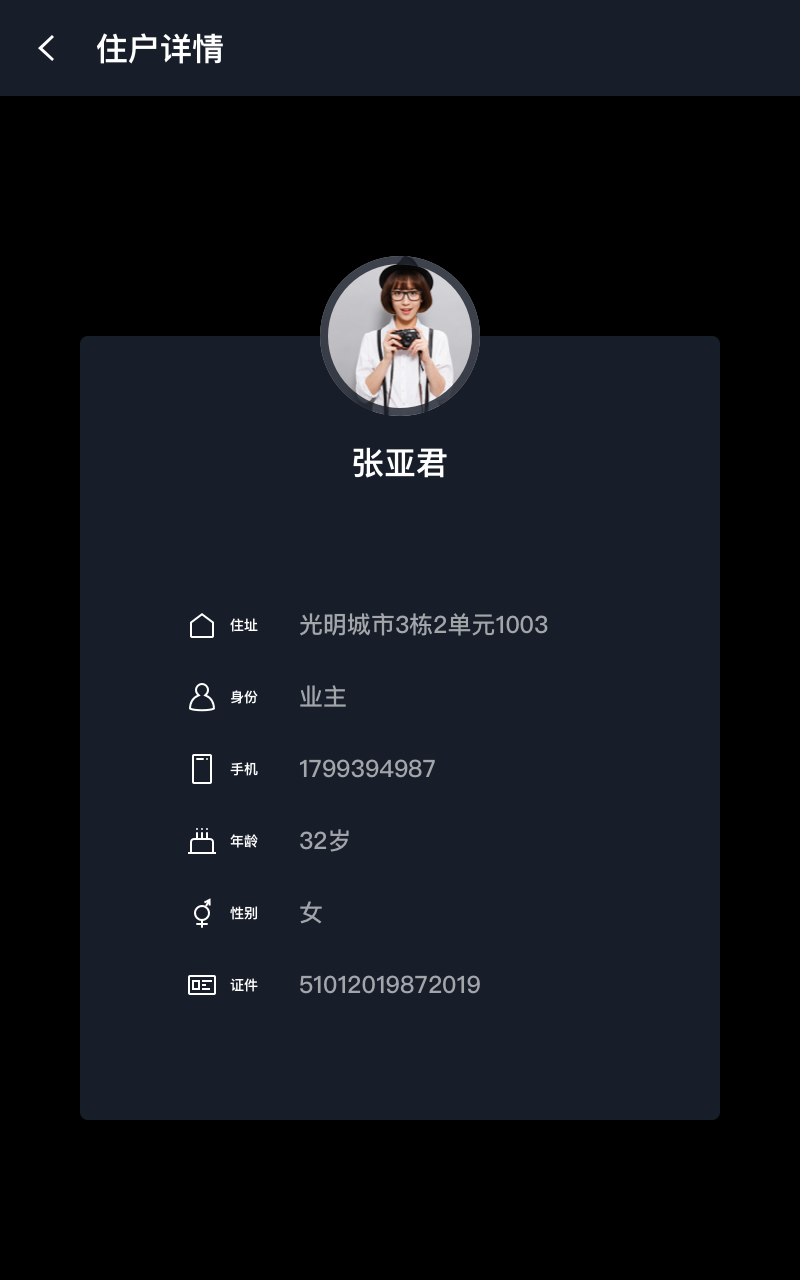 住户详情
张亚君
住址 光明城市3栋2单元1003
身份 业主
手机 1799394987
年龄 32岁
性别 女
证件 51012019872019